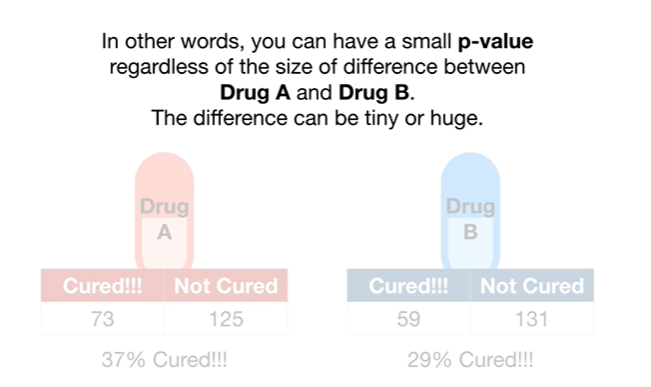 In other words, you can have a small p-value
regardless of the size of difference between
Drug A and Drug B.
The difference can be tiny or huge.
Drug
A
Drug
B
Cured!!! Not Cured
73 125
37% Cured!!!
Cured!!! Not Cured
59 131
29% Cured!!!